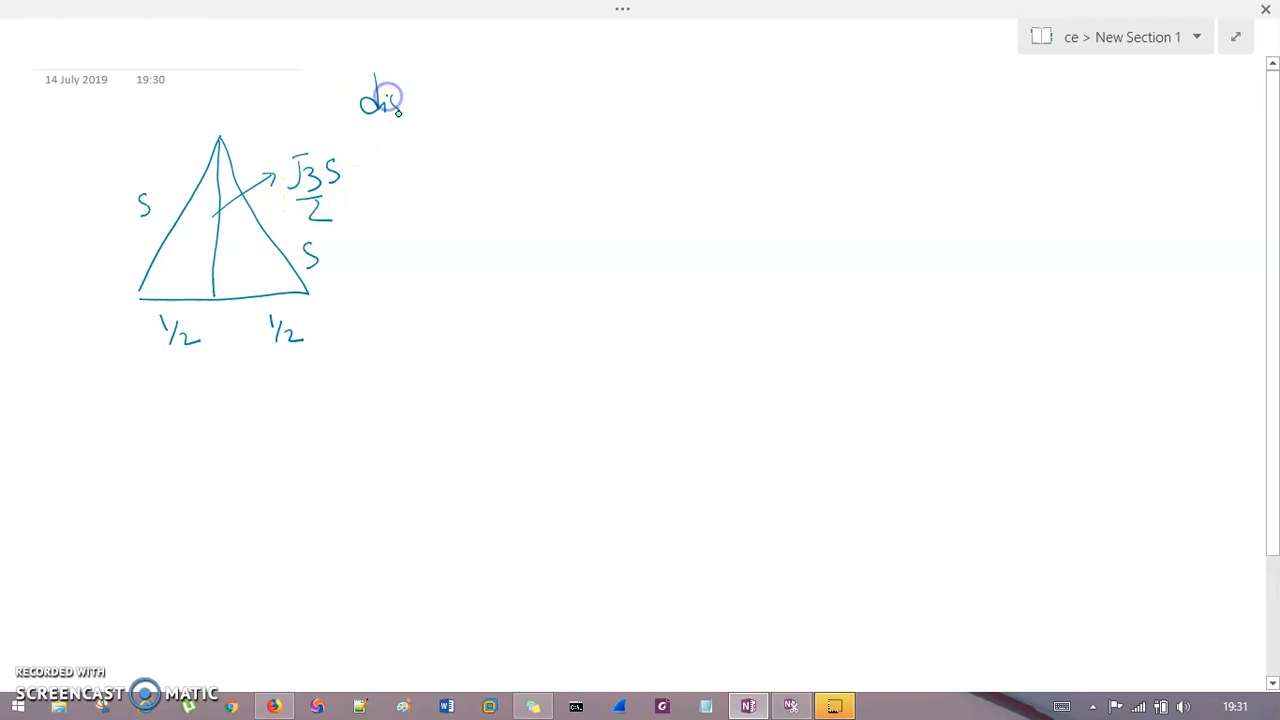 ...
ce > New Section 1
14 July 2019 19:30
dis
√3 S
S
2
S
1/2 1/2
RECORDED WITH
SCREENCAST MATIC
19:31